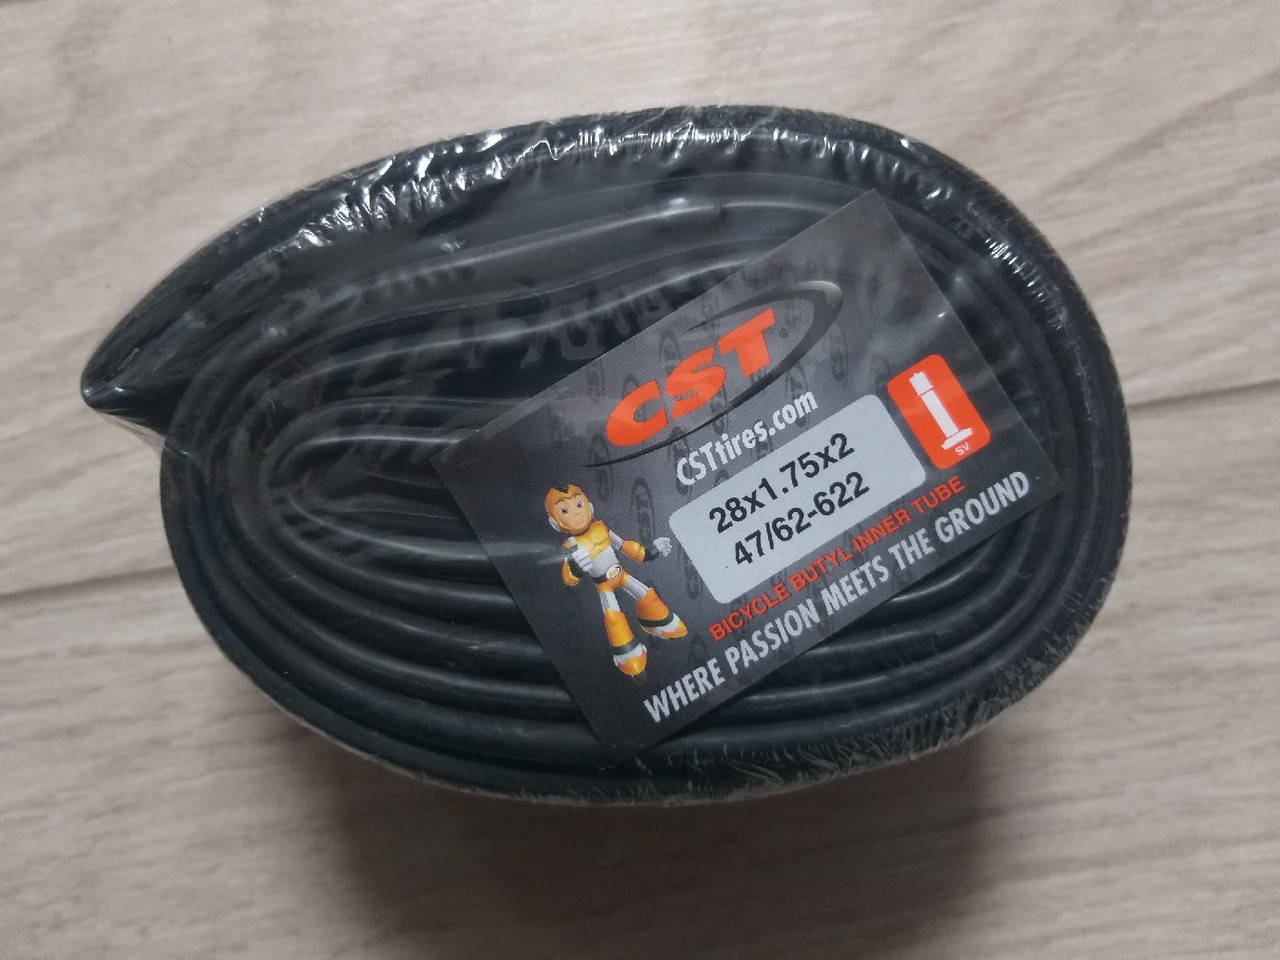 CST
CSTtires.com
28x1.75x2
47/62-622
SV
BICYCLE BUTYL INNER TUBE
WHERE PASSION MEETS THE GROUND